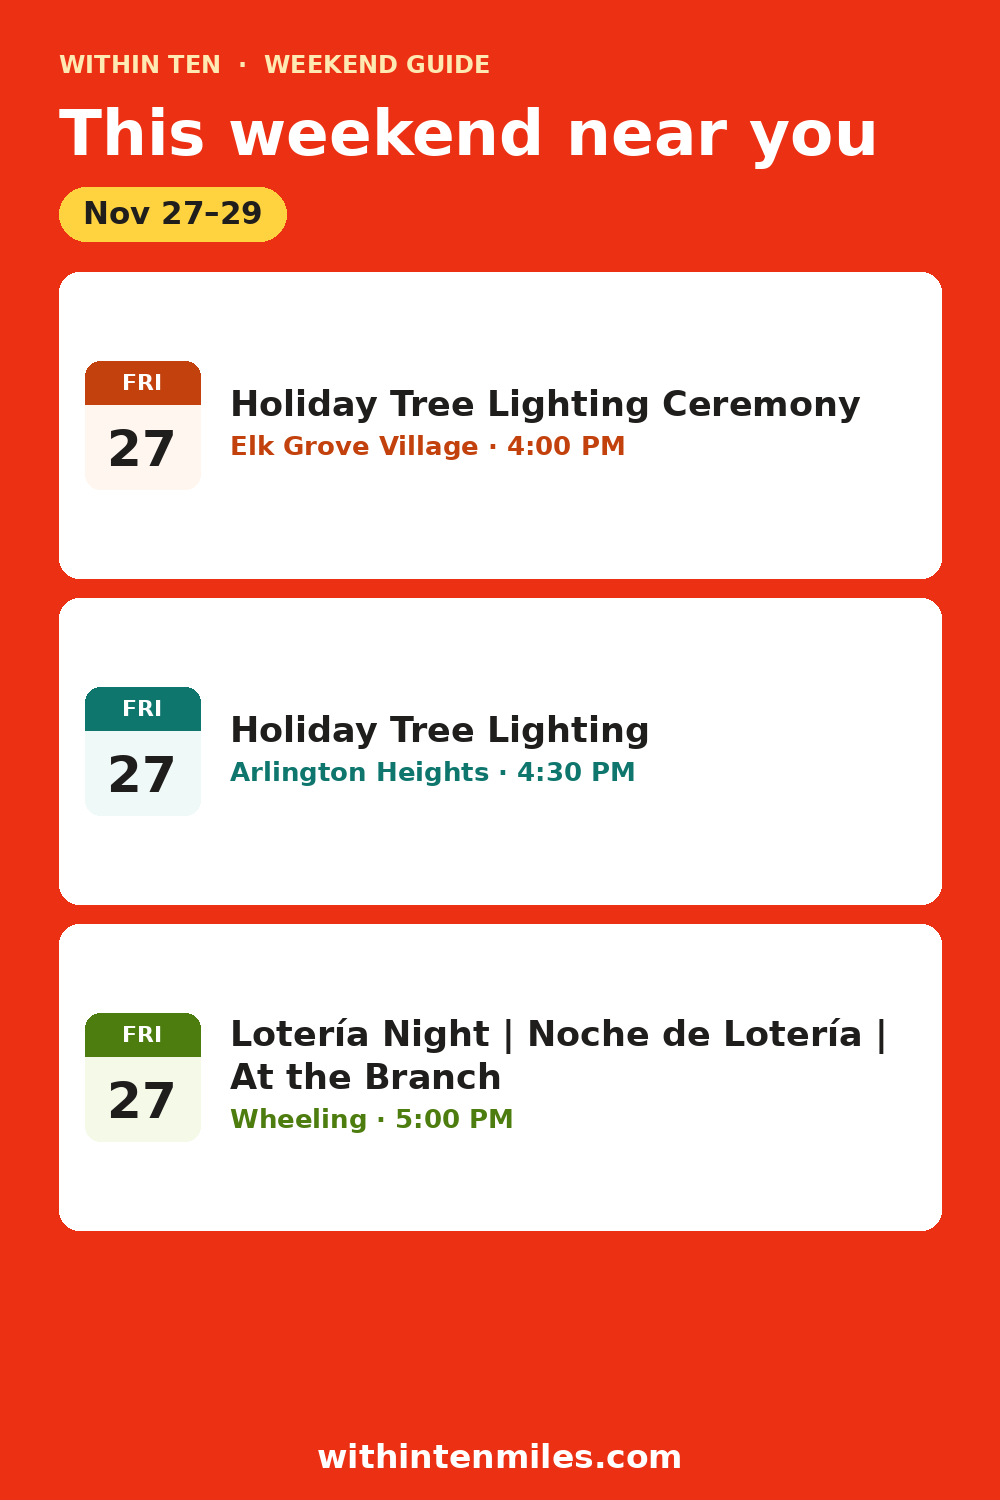 WITHIN TEN · WEEKEND GUIDE
This weekend near you
Nov 27–29
FRI
27
Holiday Tree Lighting Ceremony
Elk Grove Village · 4:00 PM
FRI
27
Holiday Tree Lighting
Arlington Heights · 4:30 PM
FRI
27
Lotería Night | Noche de Lotería |
At the Branch
Wheeling · 5:00 PM
withintenmiles.com